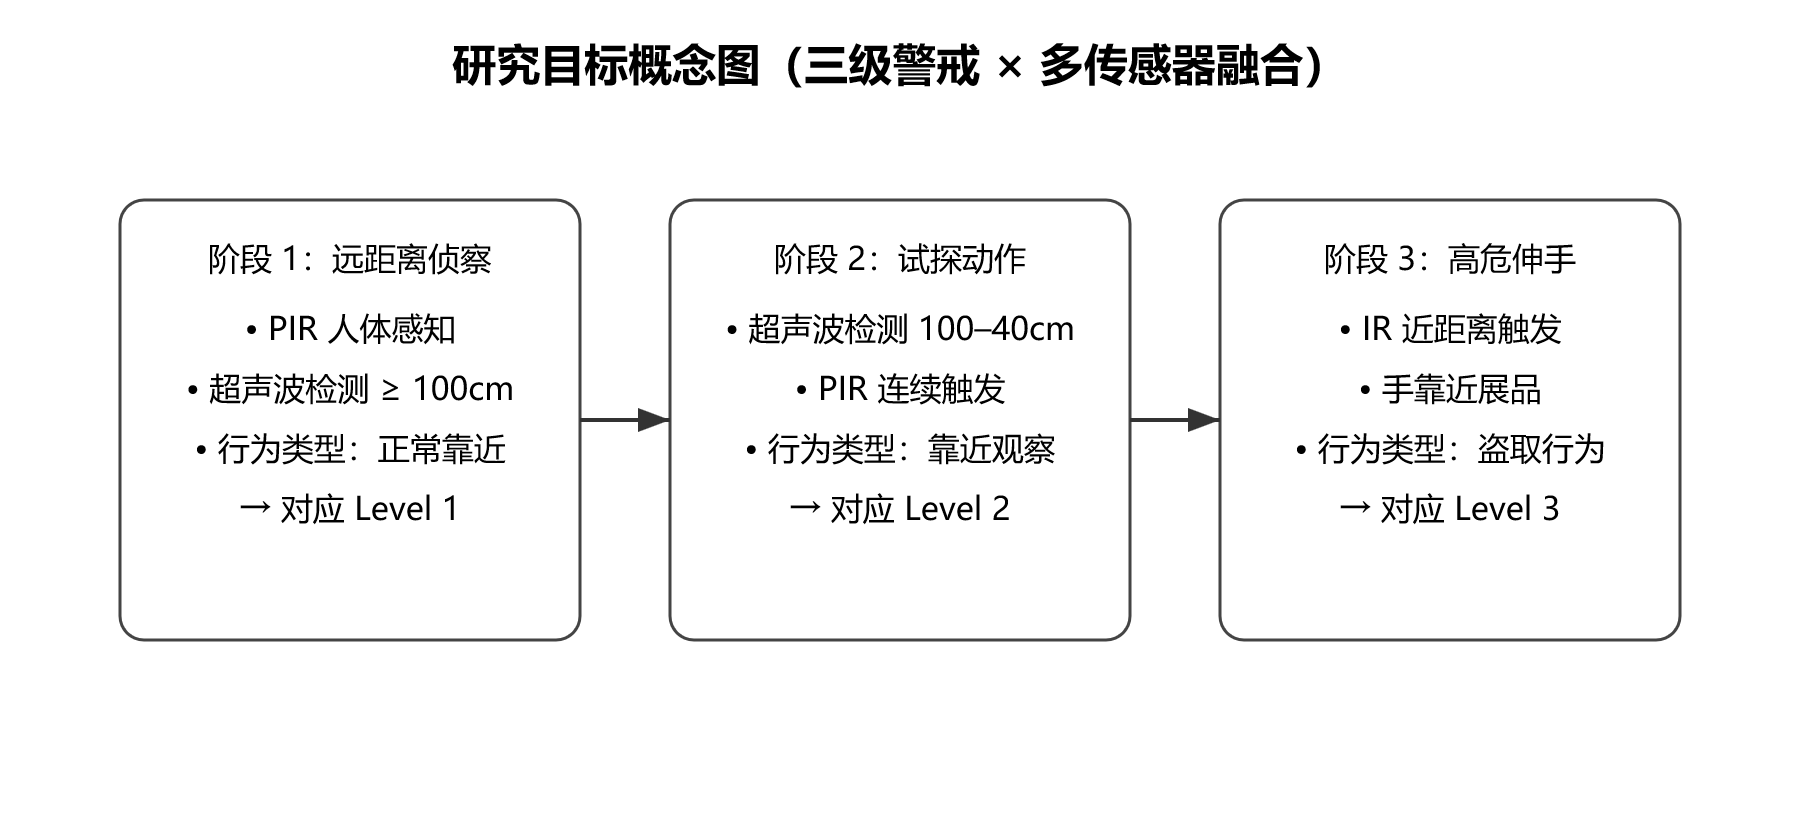 研究目标概念图（三级警戒 × 多传感器融合）
阶段 1：远距离侦察
• PIR 人体感知
• 超声波检测 ≥ 100cm
• 行为类型：正常靠近
→ 对应 Level 1
阶段 2：试探动作
• 超声波检测 100–40cm
• PIR 连续触发
• 行为类型：靠近观察
→ 对应 Level 2
阶段 3：高危伸手
• IR 近距离触发
• 手靠近展品
• 行为类型：盗取行为
→ 对应 Level 3